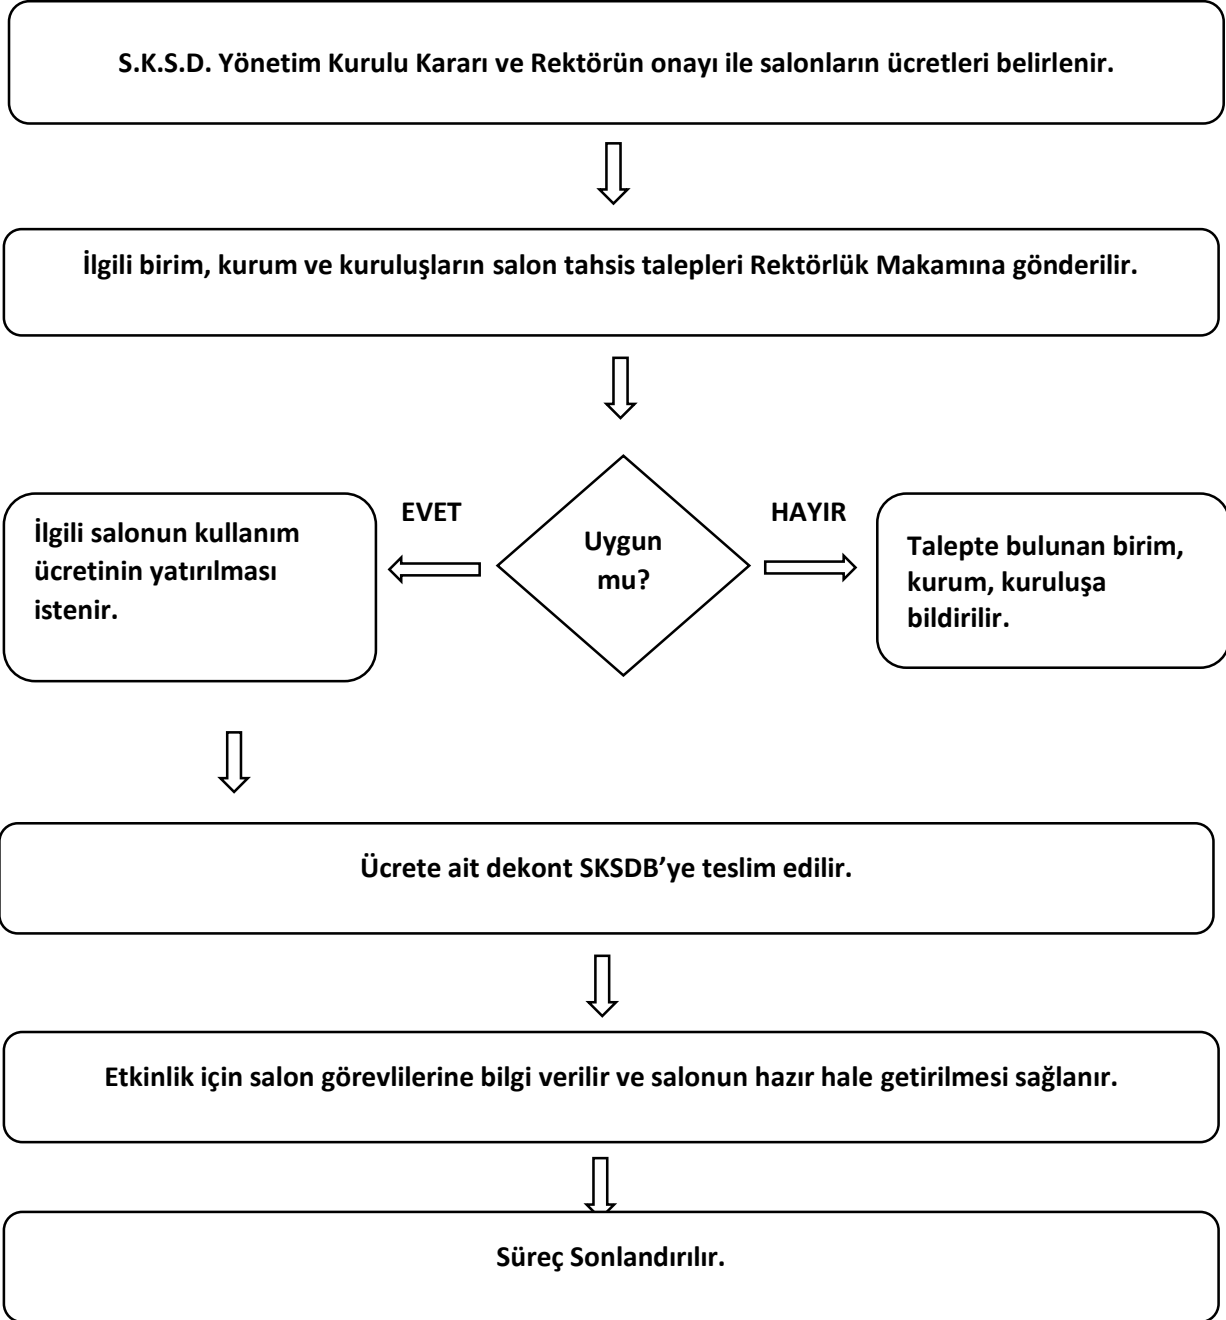 S.K.S.D. Yönetim Kurulu Kararı ve Rektörün onayı ile salonların ücretleri belirlenir.
İlgili birim, kurum ve kuruluşların salon tahsis talepleri Rektörlük Makamına gönderilir.
EVET
HAYIR
İlgili salonun kullanım
ücretinin yatırılması
istenir.
Uygun
mu?
Talepte bulunan birim,
kurum, kuruluşa
bildirilir.
Ücrete ait dekont SKSDB’ye teslim edilir.
Etkinlik için salon görevlilerine bilgi verilir ve salonun hazır hale getirilmesi sağlanır.
Süreç Sonlandırılır.